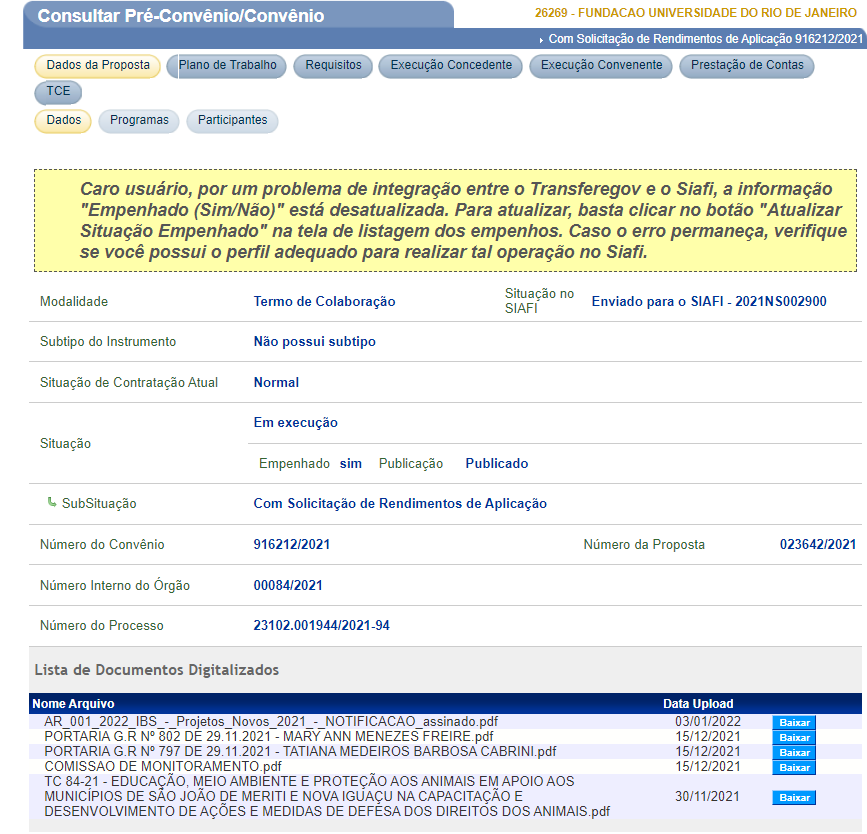 Consultar Pré-Convênio/Convênio
26269 - FUNDACAO UNIVERSIDADE DO RIO DE JANEIRO
Com Solicitação de Rendimentos de Aplicação 916212/2021
Dados da Proposta Plano de Trabalho Requisitos Execução Concedente Execução Convenente Prestação de Contas
TCE
Dados Programas Participantes
Caro usuário, por um problema de integração entre o Transferegov e o Siafi, a informação
"Empenhado (Sim/Não)" está desatualizada. Para atualizar, basta clicar no botão "Atualizar
Situação Empenhado" na tela de listagem dos empenhos. Caso o erro permaneça, verifique
se você possui o perfil adequado para realizar tal operação no Siafi.
Modalidade Termo de Colaboração Situação no SIAFI Enviado para o SIAFI - 2021NS002900
Subtipo do Instrumento Não possui subtipo
Situação de Contratação Atual Normal
Situação Em execução
Empenhado sim Publicação Publicado
SubSituação Com Solicitação de Rendimentos de Aplicação
Número do Convênio 916212/2021 Número da Proposta 023642/2021
Número Interno do Órgão 00084/2021
Número do Processo 23102.001944/2021-94
Lista de Documentos Digitalizados
Nome Arquivo Data Upload
AR_001_2022_IBS_-_Projetos_Novos_2021_-_NOTIFICACAO_assinado.pdf 03/01/2022 Baixar
PORTARIA G.R Nº 802 DE 29.11.2021 - MARY ANN MENEZES FREIRE.pdf 15/12/2021 Baixar
PORTARIA G.R Nº 797 DE 29.11.2021 - TATIANA MEDEIROS BARBOSA CABRINI.pdf 15/12/2021 Baixar
COMISSAO DE MONITORAMENTO.pdf 15/12/2021 Baixar
TC 84-21 - EDUCAÇÃO, MEIO AMBIENTE E PROTEÇÃO AOS ANIMAIS EM APOIO AOS
MUNICÍPIOS DE SÃO JOÃO DE MERITI E NOVA IGUAÇU NA CAPACITAÇÃO E 30/11/2021 Baixar
DESENVOLVIMENTO DE AÇÕES E MEDIDAS DE DEFESA DOS DIREITOS DOS ANIMAIS.pdf